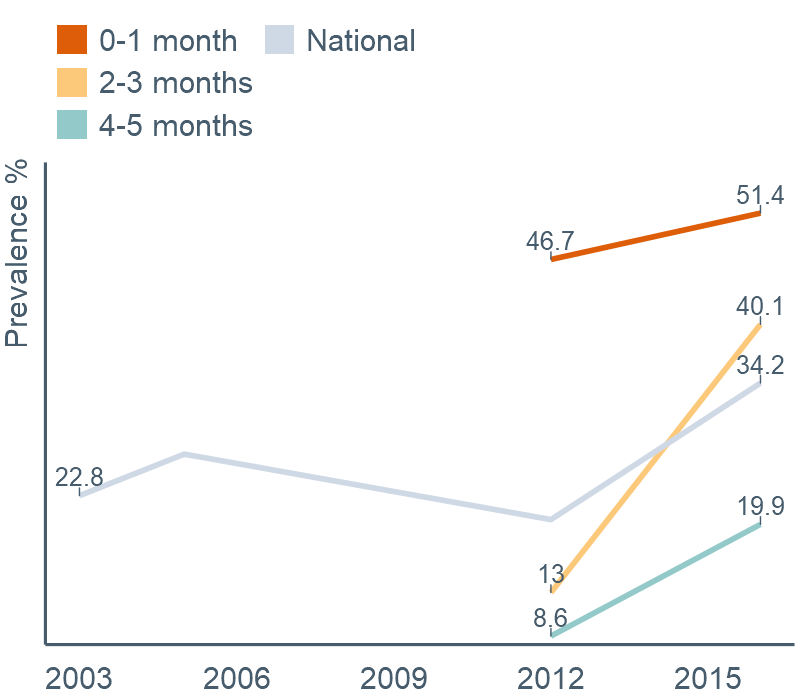 0-1 month National
2-3 months
4-5 months
Prevalence %
51.4
46.7
40.1
34.2
22.8
19.9
13
8.6
2003 2006 2009 2012 2015